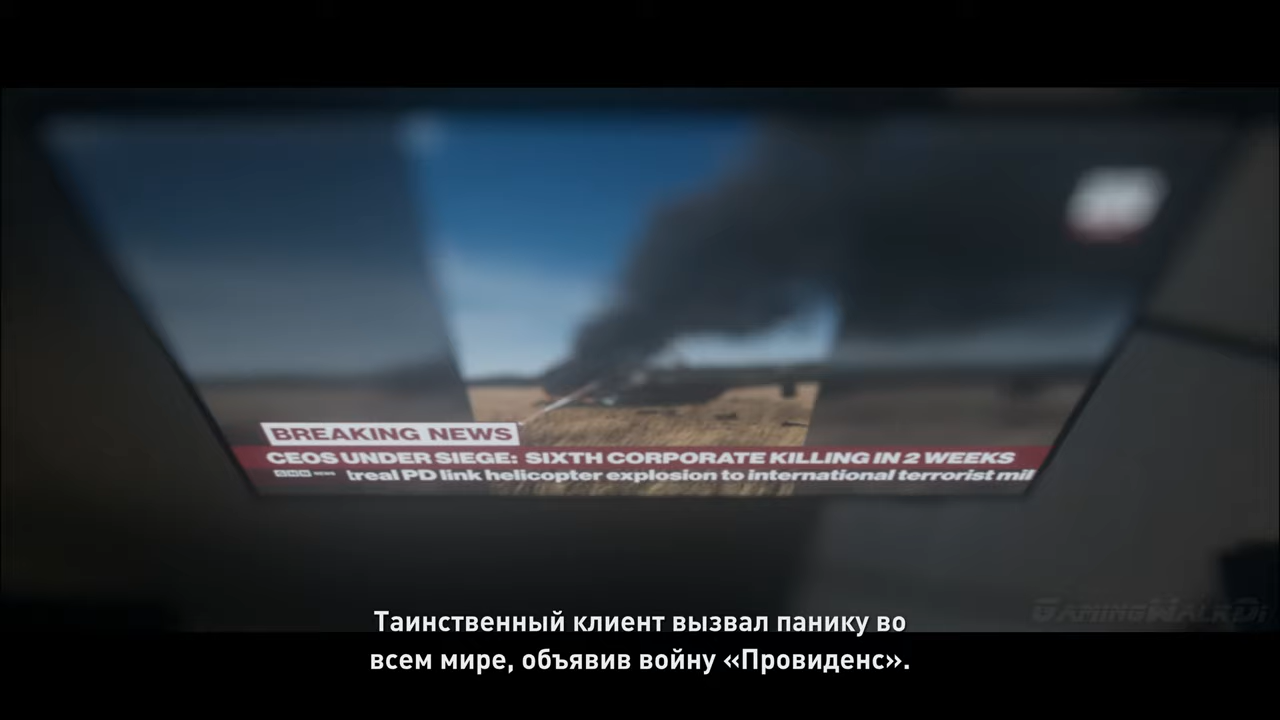 BREAKING NEWS
CEOS UNDER SIEGE: SIXTH CORPORATE KILLING IN 2 WEEKS
treal PD link helicopter explosion to international terrorist mil
Таинственный клиент вызвал панику во
всем мире, объявив войну «Провиденс».